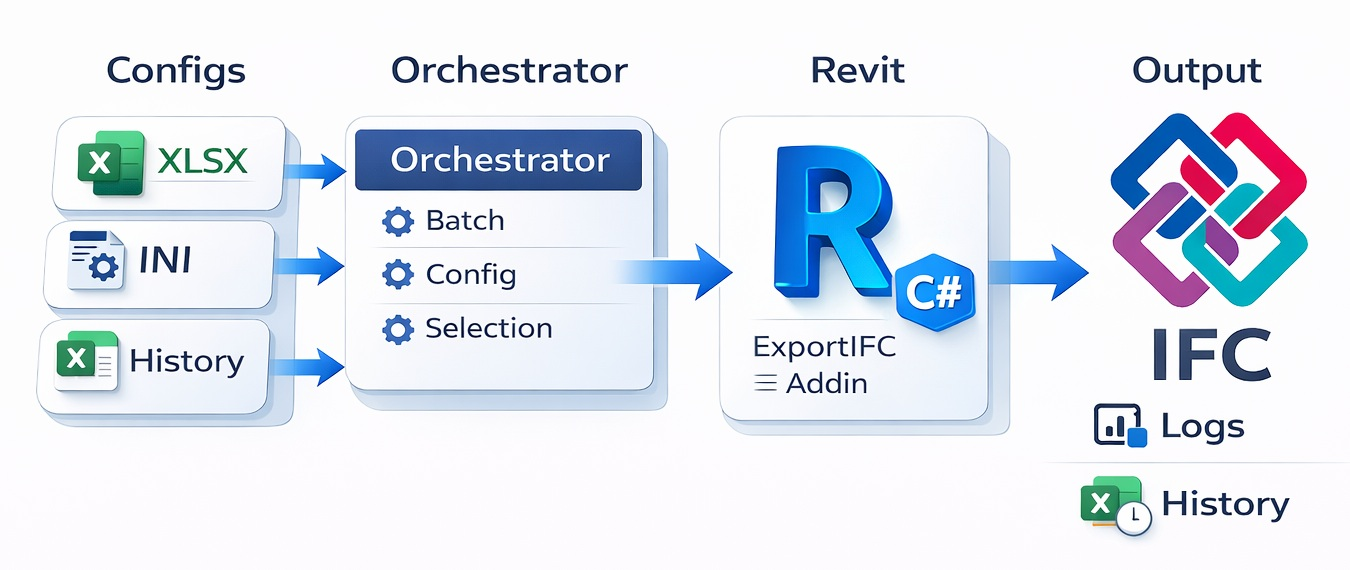 Configs
Orchestrator
Revit
Output
X XLSX
INI
X History
Orchestrator
Batch
Config
Selection
R
C#
ExportIFC
Addin
IFC
Logs
X History